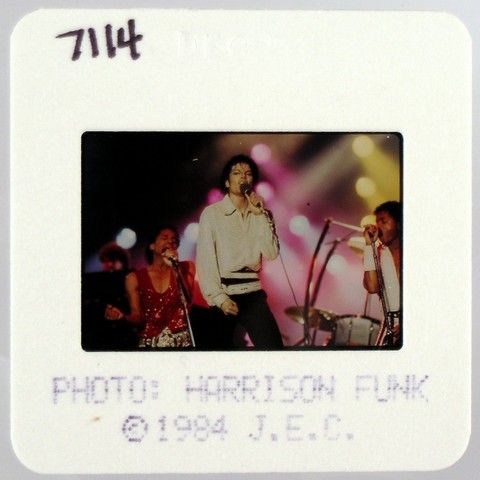 7114
PHOTO: HARRISON FUNK
©1984 J.E.C.